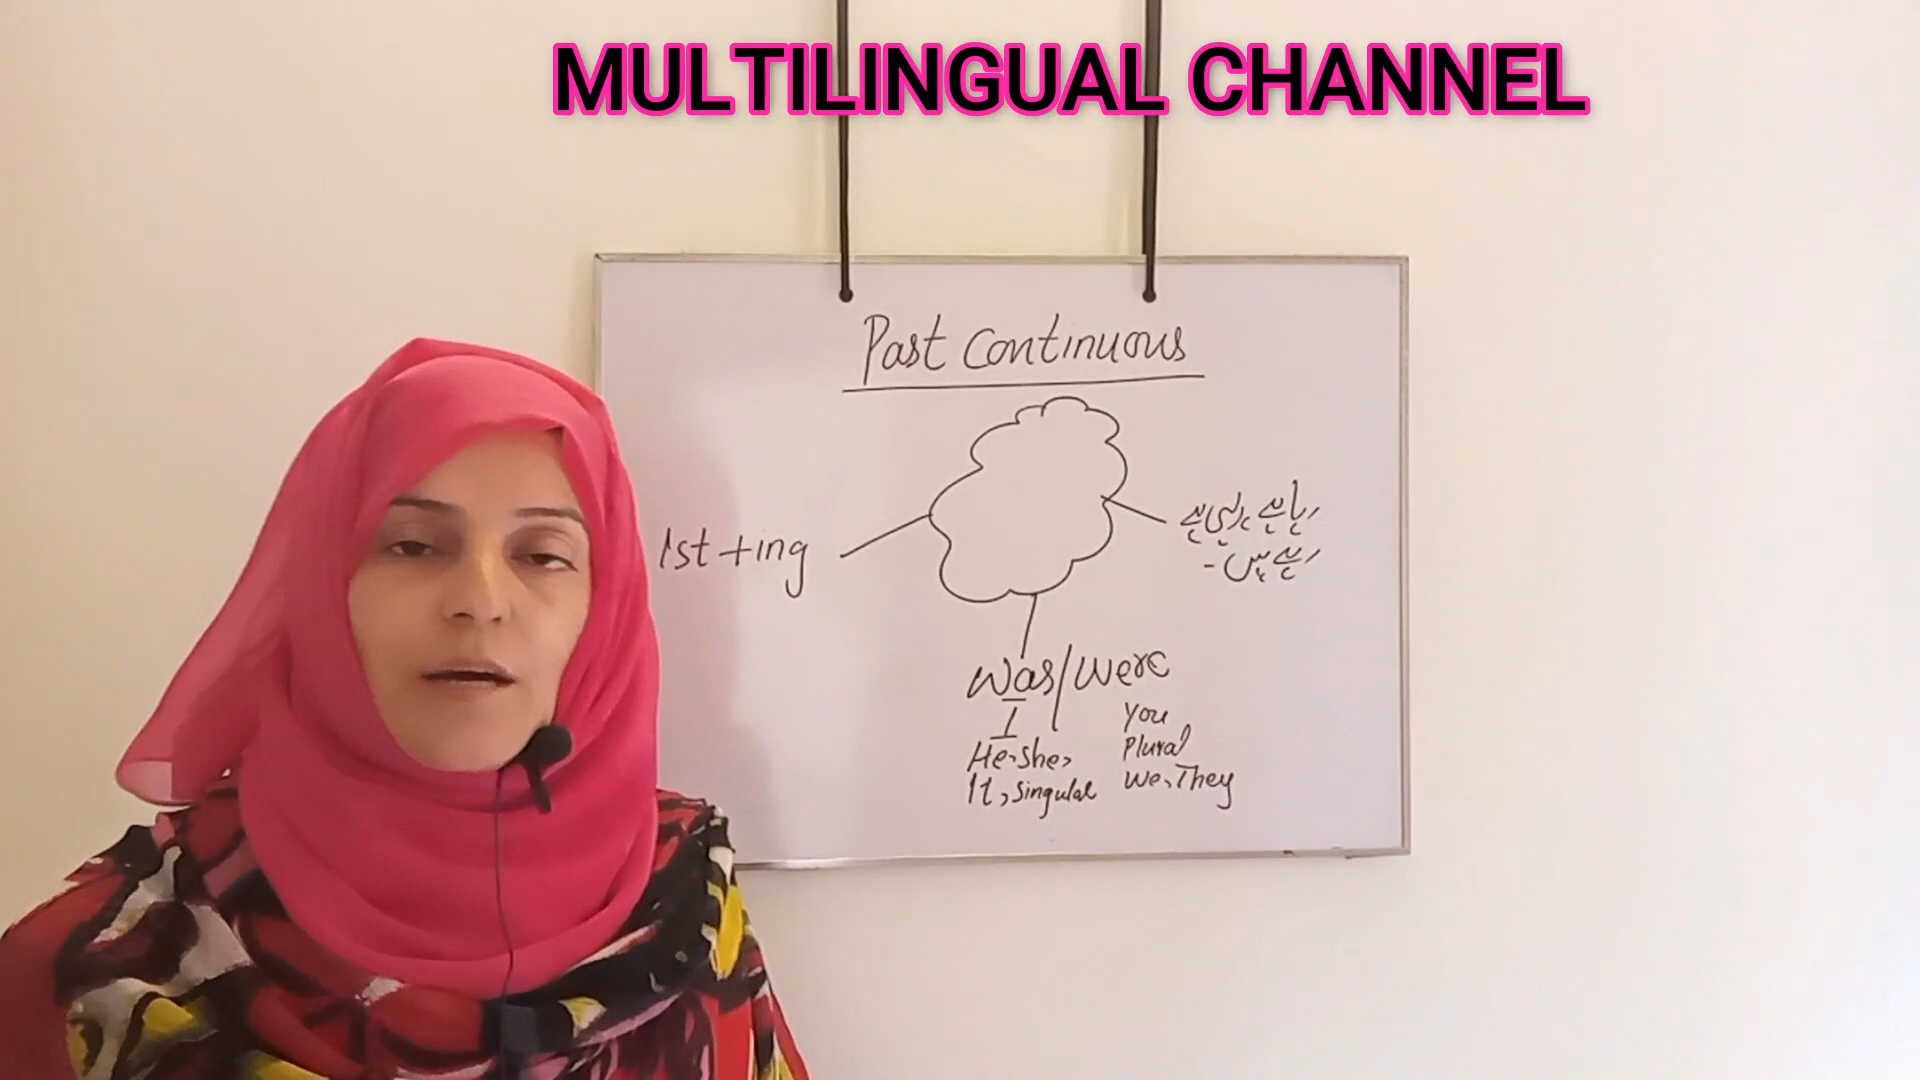 MULTILINGUAL CHANNEL
Past Continuous
1st + ing
رہا ہے، رہی ہے
رہے ہیں -
Was/Were
I
He, She,
It, Singular
You
Plural
We, They